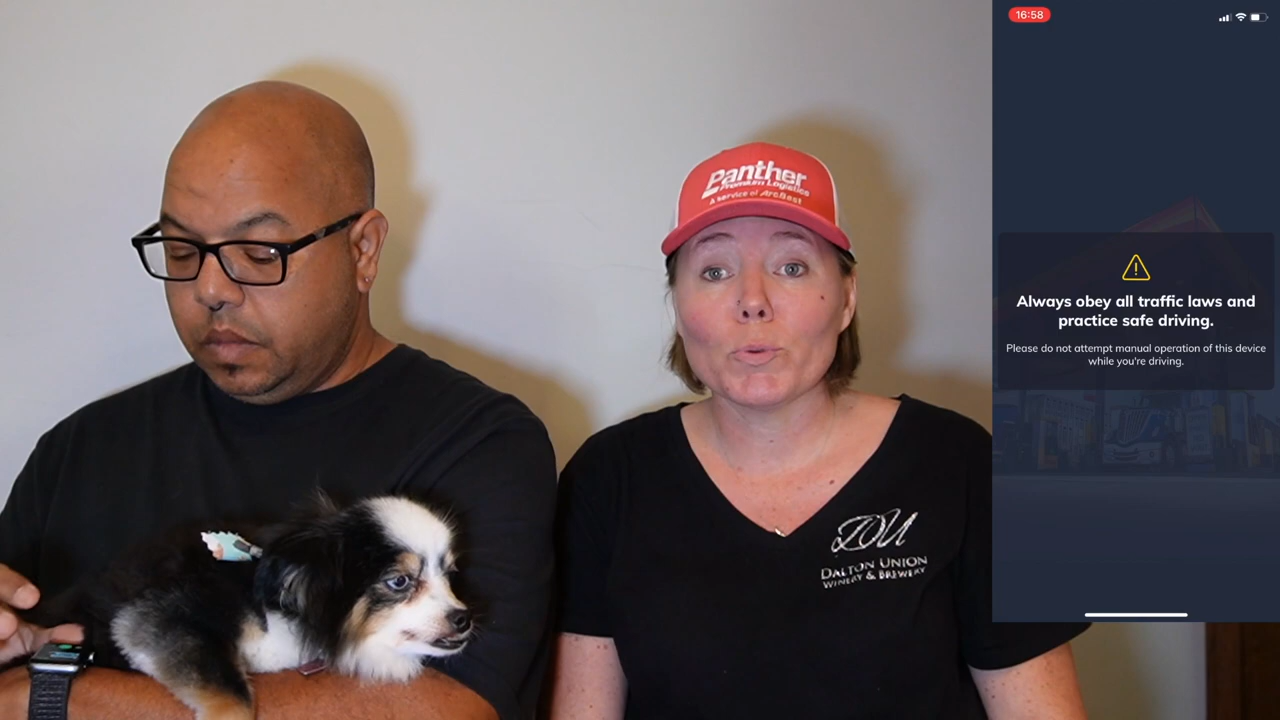 Panther
Premium Logistics
A service of ArcBest
DU
DALTON UNION
WINERY & BREWERY
16:58
Always obey all traffic laws and
practice safe driving.
Please do not attempt manual operation of this device
while you're driving.